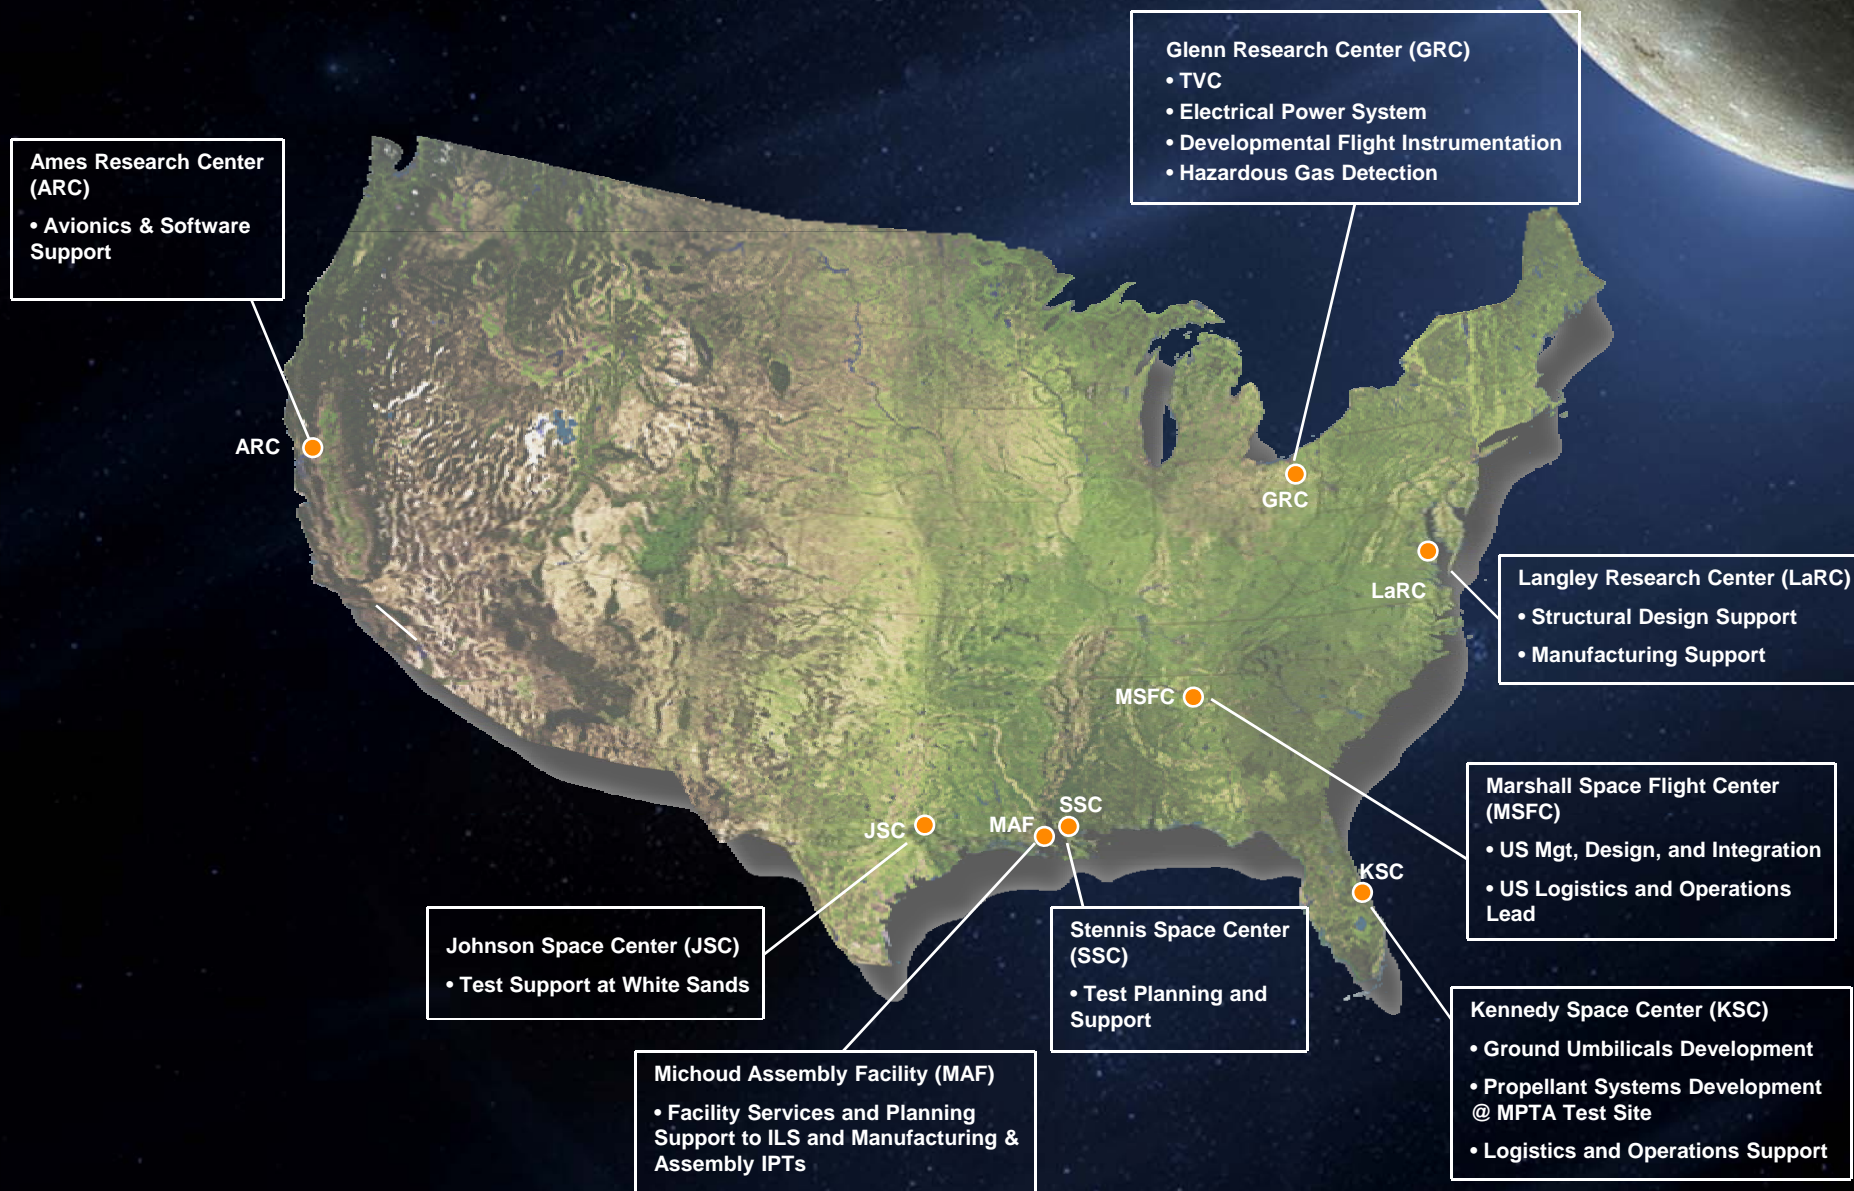 Glenn Research Center (GRC)
• TVC
• Electrical Power System
• Developmental Flight Instrumentation
• Hazardous Gas Detection
Ames Research Center
(ARC)
• Avionics & Software
Support
ARC
GRC
LaRC
Langley Research Center (LaRC)
• Structural Design Support
• Manufacturing Support
MSFC
Marshall Space Flight Center
(MSFC)
• US Mgt, Design, and Integration
• US Logistics and Operations
Lead
JSC
MAF
SSC
KSC
Johnson Space Center (JSC)
• Test Support at White Sands
Stennis Space Center
(SSC)
• Test Planning and
Support
Michoud Assembly Facility (MAF)
• Facility Services and Planning
Support to ILS and Manufacturing &
Assembly IPTs
Kennedy Space Center (KSC)
• Ground Umbilicals Development
• Propellant Systems Development
@ MPTA Test Site
• Logistics and Operations Support